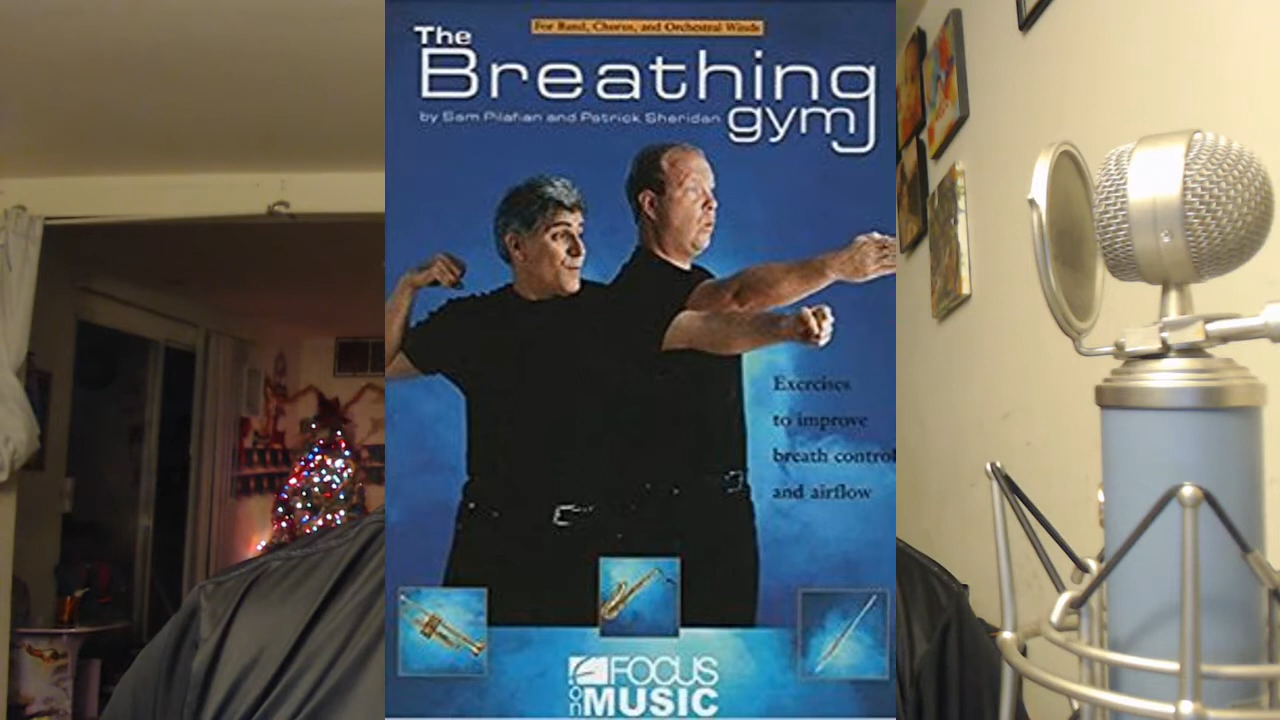 For Band, Chorus, and Orchestral Winds
The
Breathing
gym
by Sam Pilafian and Patrick Sheridan
Exercises
to improve
breath control
and airflow
FOCUS
on MUSIC